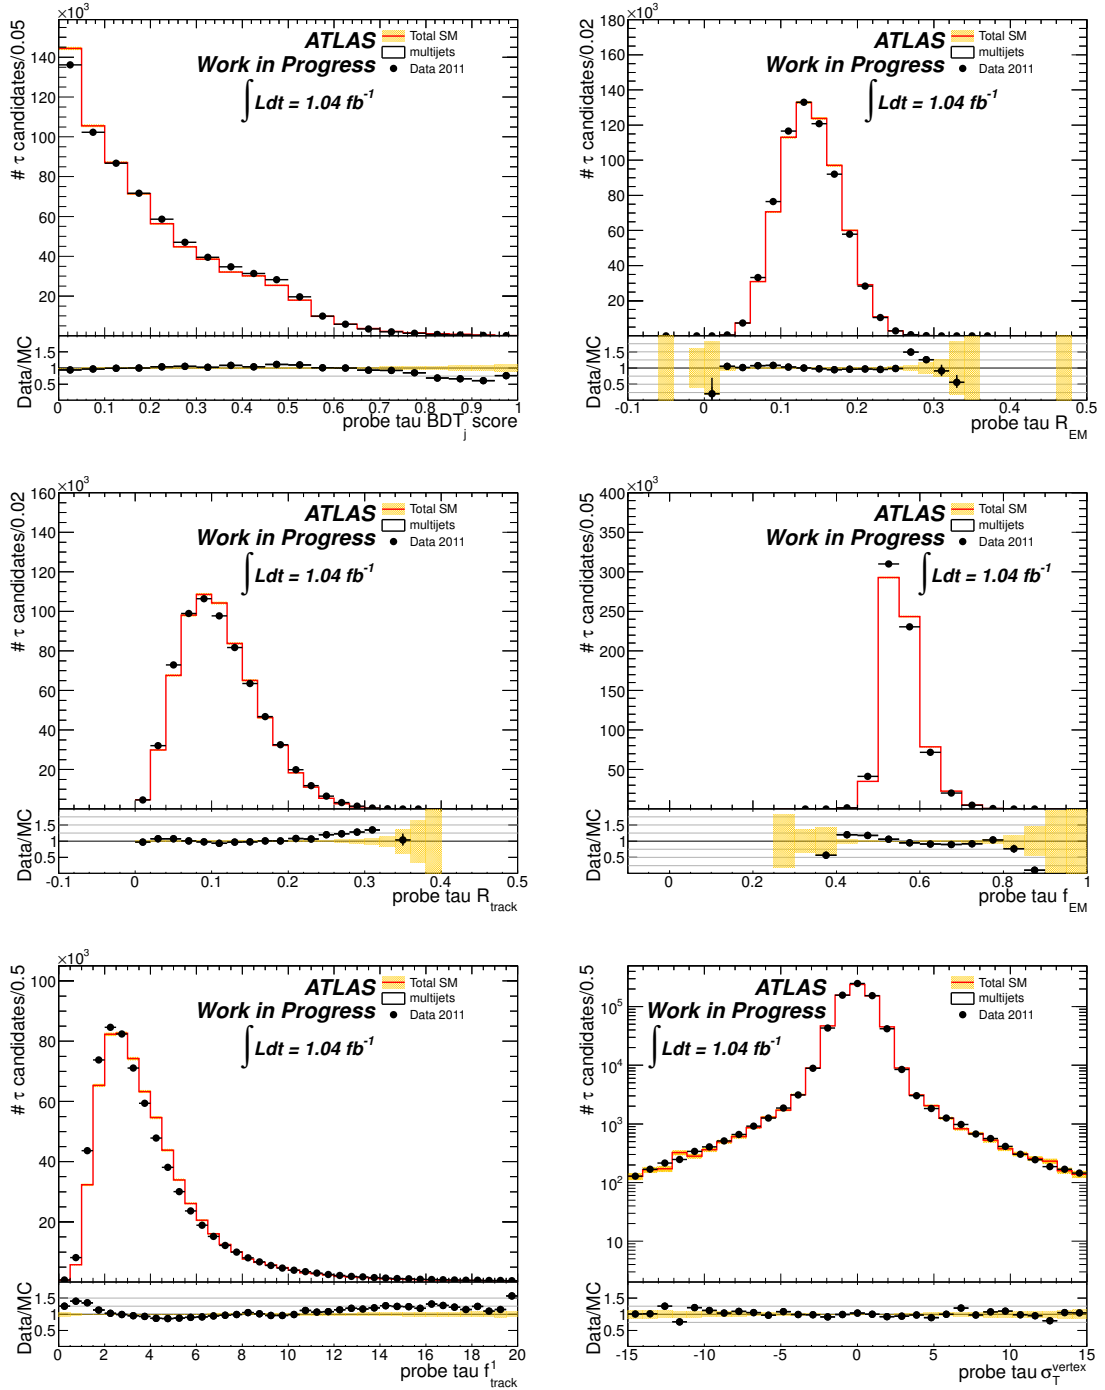 ×10³
# τ candidates/0.05
160
140
120
100
80
60
40
20
ATLAS
Work in Progress
∫ Ldt = 1.04 fb⁻¹
Total SM
multijets
Data 2011
Data/MC
1.5
1
0.5
0 0.1 0.2 0.3 0.4 0.5 0.6 0.7 0.8 0.9 1
probe tau BDT_j score
×10³
# τ candidates/0.02
180
160
140
120
100
80
60
40
20
ATLAS
Work in Progress
∫ Ldt = 1.04 fb⁻¹
Total SM
multijets
Data 2011
Data/MC
1.5
1
0.5
-0.1 0 0.1 0.2 0.3 0.4 0.5
probe tau R_EM
×10³
# τ candidates/0.02
160
140
120
100
80
60
40
20
ATLAS
Work in Progress
∫ Ldt = 1.04 fb⁻¹
Total SM
multijets
Data 2011
Data/MC
1.5
1
0.5
-0.1 0 0.1 0.2 0.3 0.4 0.5
probe tau R_track
×10³
# τ candidates/0.05
400
350
300
250
200
150
100
50
ATLAS
Work in Progress
∫ Ldt = 1.04 fb⁻¹
Total SM
multijets
Data 2011
Data/MC
1.5
1
0.5
0 0.2 0.4 0.6 0.8 1
probe tau f_EM
×10³
# τ candidates/0.5
100
80
60
40
20
ATLAS
Work in Progress
∫ Ldt = 1.04 fb⁻¹
Total SM
multijets
Data 2011
Data/MC
1.5
1
0.5
0 2 4 6 8 10 12 14 16 18 20
probe tau f¹_track
# τ candidates/0.5
10⁵
10⁴
10³
10²
10
ATLAS
Work in Progress
∫ Ldt = 1.04 fb⁻¹
Total SM
multijets
Data 2011
Data/MC
1.5
1
0.5
-15 -10 -5 0 5 10 15
probe tau σ_T^vertex